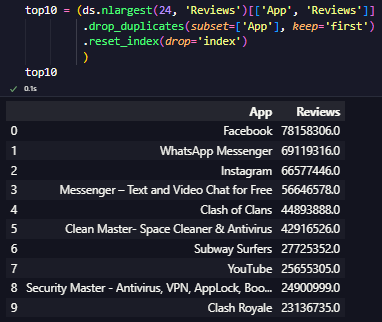 top10 = (ds.nlargest(24, 'Reviews')[['App', 'Reviews']]
.drop_duplicates(subset=['App'], keep='first')
.reset_index(drop='index')
)
top10
0.1s
App Reviews
0 Facebook 78158306.0
1 WhatsApp Messenger 69119316.0
2 Instagram 66577446.0
3 Messenger – Text and Video Chat for Free 56646578.0
4 Clash of Clans 44893888.0
5 Clean Master- Space Cleaner & Antivirus 42916526.0
6 Subway Surfers 27725352.0
7 YouTube 25655305.0
8 Security Master - Antivirus, VPN, AppLock, Boo... 24900999.0
9 Clash Royale 23136735.0